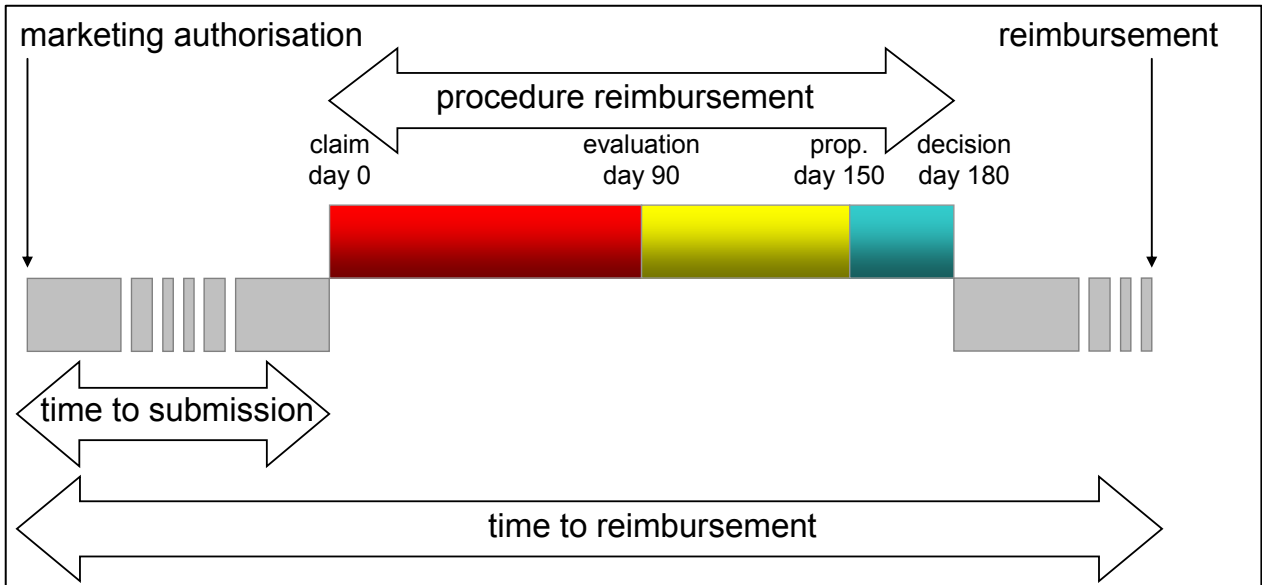 marketing authorisation
reimbursement
procedure reimbursement
claim
day 0
evaluation
day 90
prop.
day 150
decision
day 180
time to submission
time to reimbursement